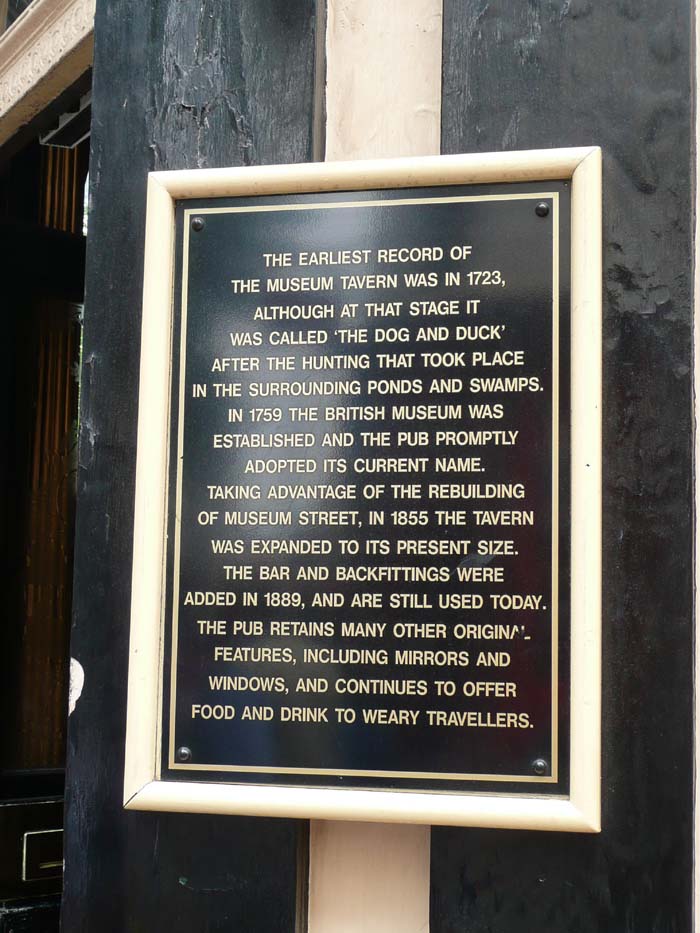 THE EARLIEST RECORD OF
THE MUSEUM TAVERN WAS IN 1723,
ALTHOUGH AT THAT STAGE IT
WAS CALLED ‘THE DOG AND DUCK’
AFTER THE HUNTING THAT TOOK PLACE
IN THE SURROUNDING PONDS AND SWAMPS.
IN 1759 THE BRITISH MUSEUM WAS
ESTABLISHED AND THE PUB PROMPTLY
ADOPTED ITS CURRENT NAME.
TAKING ADVANTAGE OF THE REBUILDING
OF MUSEUM STREET, IN 1855 THE TAVERN
WAS EXPANDED TO ITS PRESENT SIZE.
THE BAR AND BACKFITTINGS WERE
ADDED IN 1889, AND ARE STILL USED TODAY.
THE PUB RETAINS MANY OTHER ORIGINAL
FEATURES, INCLUDING MIRRORS AND
WINDOWS, AND CONTINUES TO OFFER
FOOD AND DRINK TO WEARY TRAVELLERS.